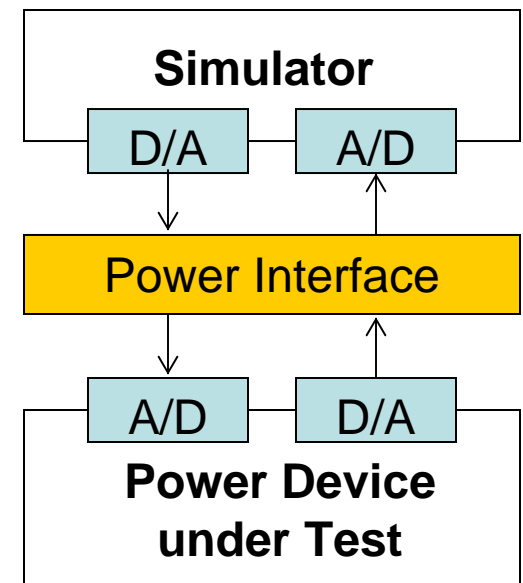 Simulator
D/A A/D
Power Interface
A/D D/A
Power Device
under Test